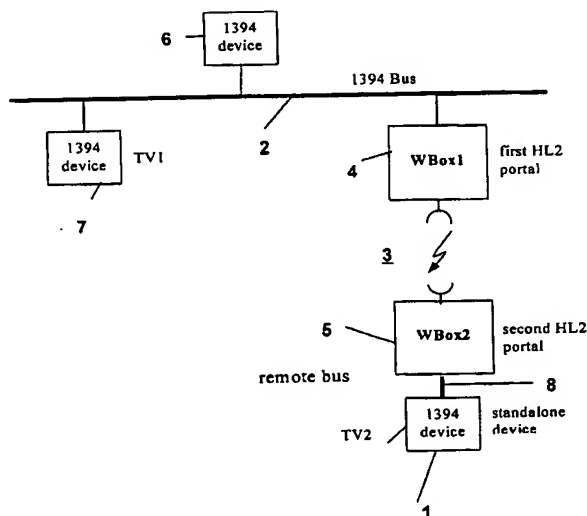 6
1394
device
1394 Bus
2
1394
device
TV1
7
4
WBox1
first HL2
portal
3
5
WBox2
second HL2
portal
remote bus
8
1394
device
standalone
device
TV2
1